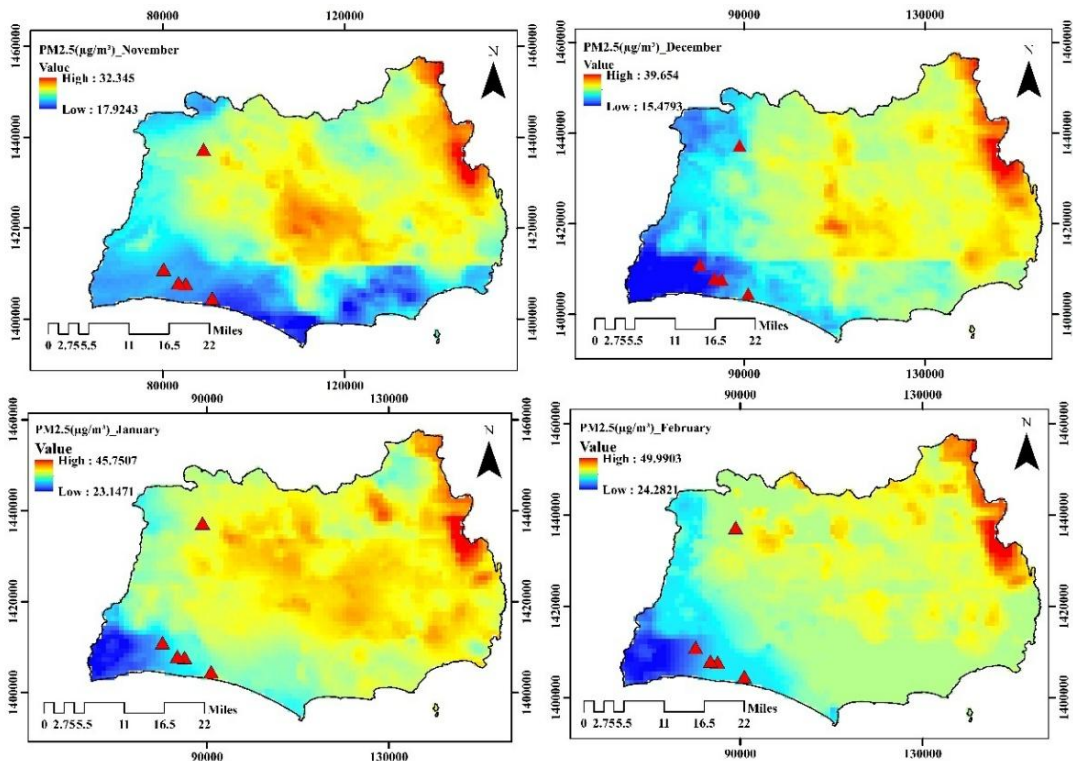 80000 120000
90000 130000
PM2.5(µg/m³)_November
Value
High : 32.345
Low : 17.9243
N
1460000
1440000
1420000
1400000
Miles
0 2.755.5 11 16.5 22
80000 120000
PM2.5(µg/m³)_December
Value
High : 39.654
Low : 15.4793
N
1460000
1440000
1420000
1400000
Miles
0 2.755.5 11 16.5 22
90000 130000
90000 130000
PM2.5(µg/m³)_January
Value
High : 45.7507
Low : 23.1471
N
1460000
1440000
1420000
1400000
Miles
0 2.755.5 11 16.5 22
90000 130000
90000 130000
PM2.5(µg/m³)_February
Value
High : 49.9903
Low : 24.2821
N
1460000
1440000
1420000
1400000
Miles
0 2.755.5 11 16.5 22
90000 130000